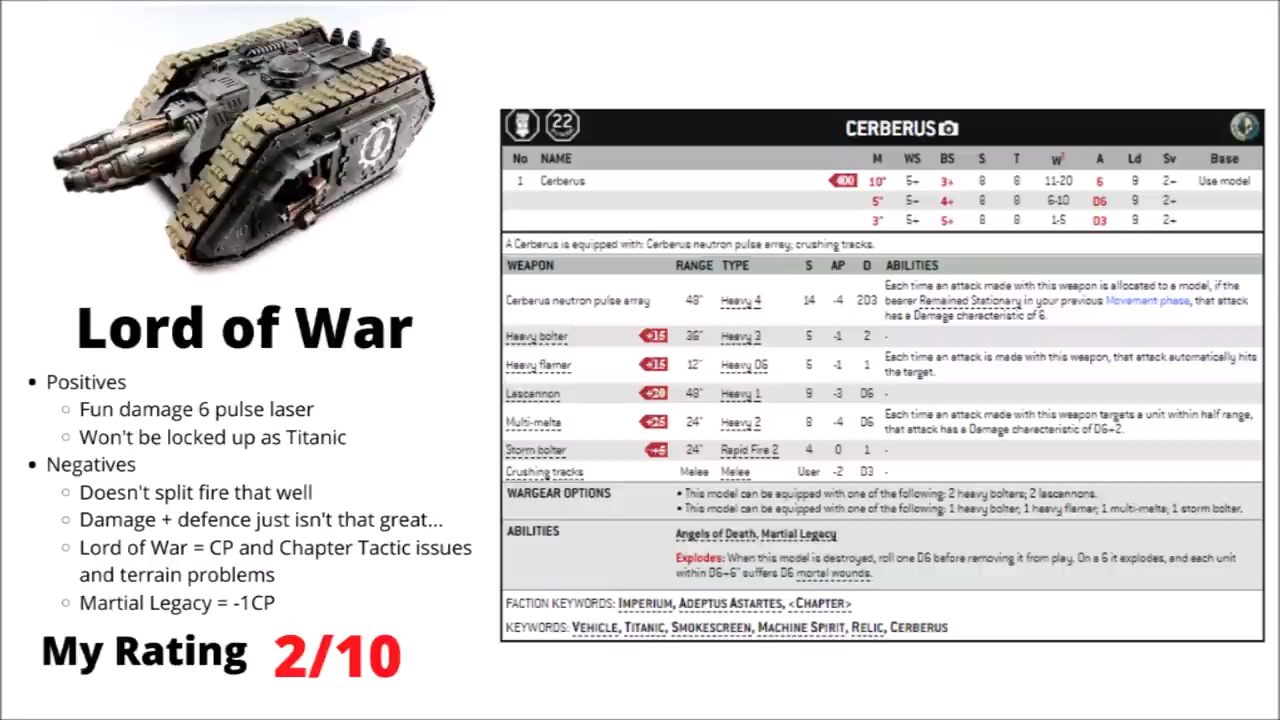 Lord of War
• Positives
○ Fun damage 6 pulse laser
○ Won't be locked up as Titanic
• Negatives
○ Doesn't split fire that well
○ Damage + defence just isn't that great...
○ Lord of War = CP and Chapter Tactic issues
and terrain problems
○ Martial Legacy = -1CP
My Rating 2/10
22
CERBERUS
No NAME M WS BS S T W A Ld Sv Base
1 Cerberus 400 10" 5+ 3+ 8 8 11-20 6 9 2+ Use model
5" 5+ 4+ 8 8 6-10 D6 9 2+
3" 5+ 5+ 8 8 1-5 D3 9 2+
A Cerberus is equipped with: Cerberus neutron pulse array; crushing tracks.
WEAPON RANGE TYPE S AP D ABILITIES
Cerberus neutron pulse array 48" Heavy 4 14 -4 2D3 Each time an attack made with this weapon is allocated to a model, if the
bearer Remained Stationary in your previous Movement phase, that attack
has a Damage characteristic of 6.
Heavy bolter +15 36" Heavy 3 5 -1 2 -
Heavy flamer +15 12" Heavy D6 5 -1 1 Each time an attack is made with this weapon, that attack automatically hits
the target.
Lascannon +20 48" Heavy 1 9 -3 D6 -
Multi-melta +25 24" Heavy 2 8 -4 D6 Each time an attack made with this weapon targets a unit within half range,
that attack has a Damage characteristic of D6+2.
Storm bolter +5 24" Rapid Fire 2 4 0 1 -
Crushing tracks Melee Melee User -2 D3 -
WARGEAR OPTIONS • This model can be equipped with one of the following: 2 heavy bolters; 2 lascannons.
• This model can be equipped with one of the following: 1 heavy bolter; 1 heavy flamer; 1 multi-melta; 1 storm bolter.
ABILITIES Angels of Death, Martial Legacy
Explodes: When this model is destroyed, roll one D6 before removing it from play. On a 6 it explodes, and each unit
within D6+6" suffers D6 mortal wounds.
FACTION KEYWORDS: IMPERIUM, ADEPTUS ASTARTES, <CHAPTER>
KEYWORDS: VEHICLE, TITANIC, SMOKESCREEN, MACHINE SPIRIT, RELIC, CERBERUS